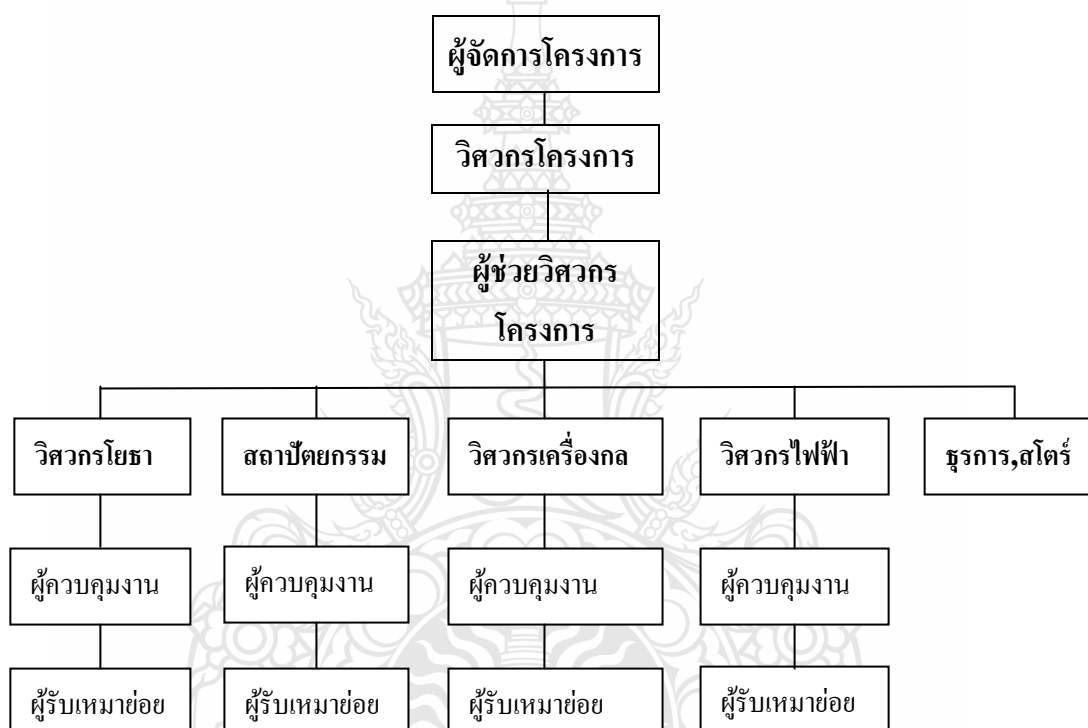 ผู้จัดการโครงการ
วิศวกรโครงการ
ผู้ช่วยวิศวกร
โครงการ
วิศวกรโยธา
สถาปัตยกรรม
วิศวกรเครื่องกล
วิศวกรไฟฟ้า
ธุรการ,สโตร์
ผู้ควบคุมงาน
ผู้ควบคุมงาน
ผู้ควบคุมงาน
ผู้ควบคุมงาน
ผู้รับเหมาย่อย
ผู้รับเหมาย่อย
ผู้รับเหมาย่อย
ผู้รับเหมาย่อย